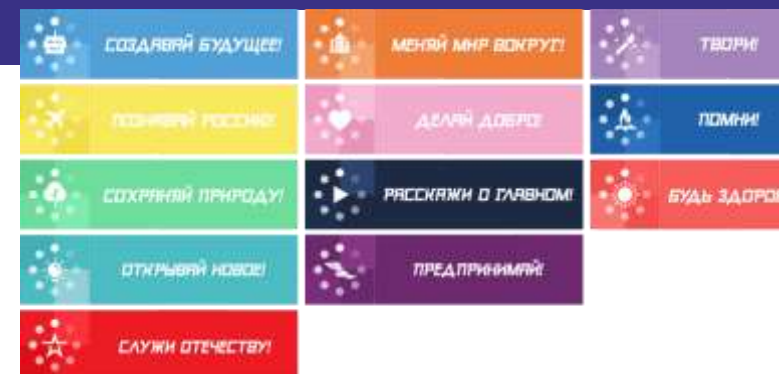 СОЗДАВАЙ БУДУЩЕЕ!
МЕНЯЙ МИР ВОКРУГ!
ТВОРИ!
ПОЗНАВАЙ РОССИЮ!
ДЕЛАЙ ДОБРО!
ПОМНИ!
СОХРАНЯЙ ПРИРОДУ!
РАССКАЖИ О ГЛАВНОМ!
БУДЬ ЗДОРОВ
ОТКРЫВАЙ НОВОЕ!
ПРЕДПРИНИМАЙ!
СЛУЖИ ОТЕЧЕСТВУ!